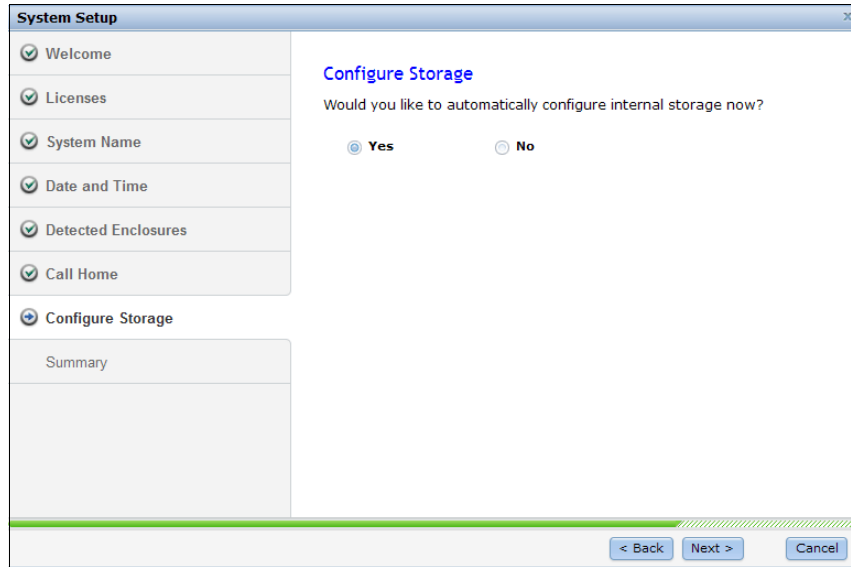 System Setup
x
Welcome
Licenses
System Name
Date and Time
Detected Enclosures
Call Home
Configure Storage
Summary
Configure Storage
Would you like to automatically configure internal storage now?
Yes No
< Back Next > Cancel